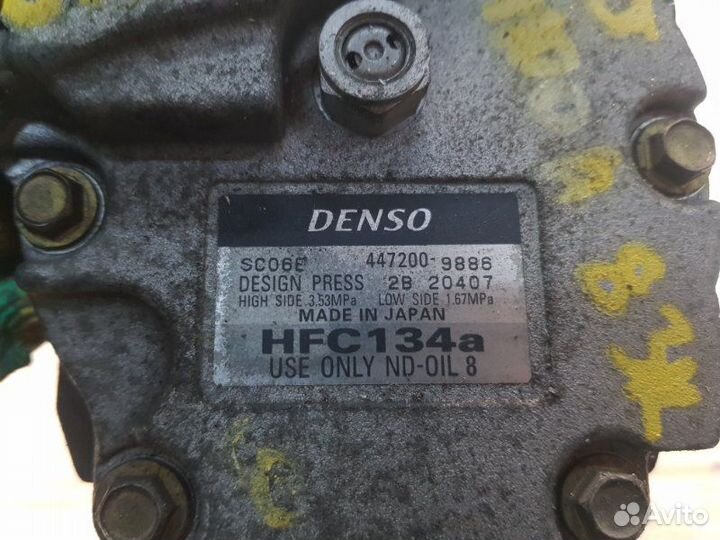 DENSO
SC06E 447200-9886
DESIGN PRESS 2B 20407
HIGH SIDE 3.53MPa LOW SIDE 1.67MPa
MADE IN JAPAN
HFC134a
USE ONLY ND-OIL 8
Avito